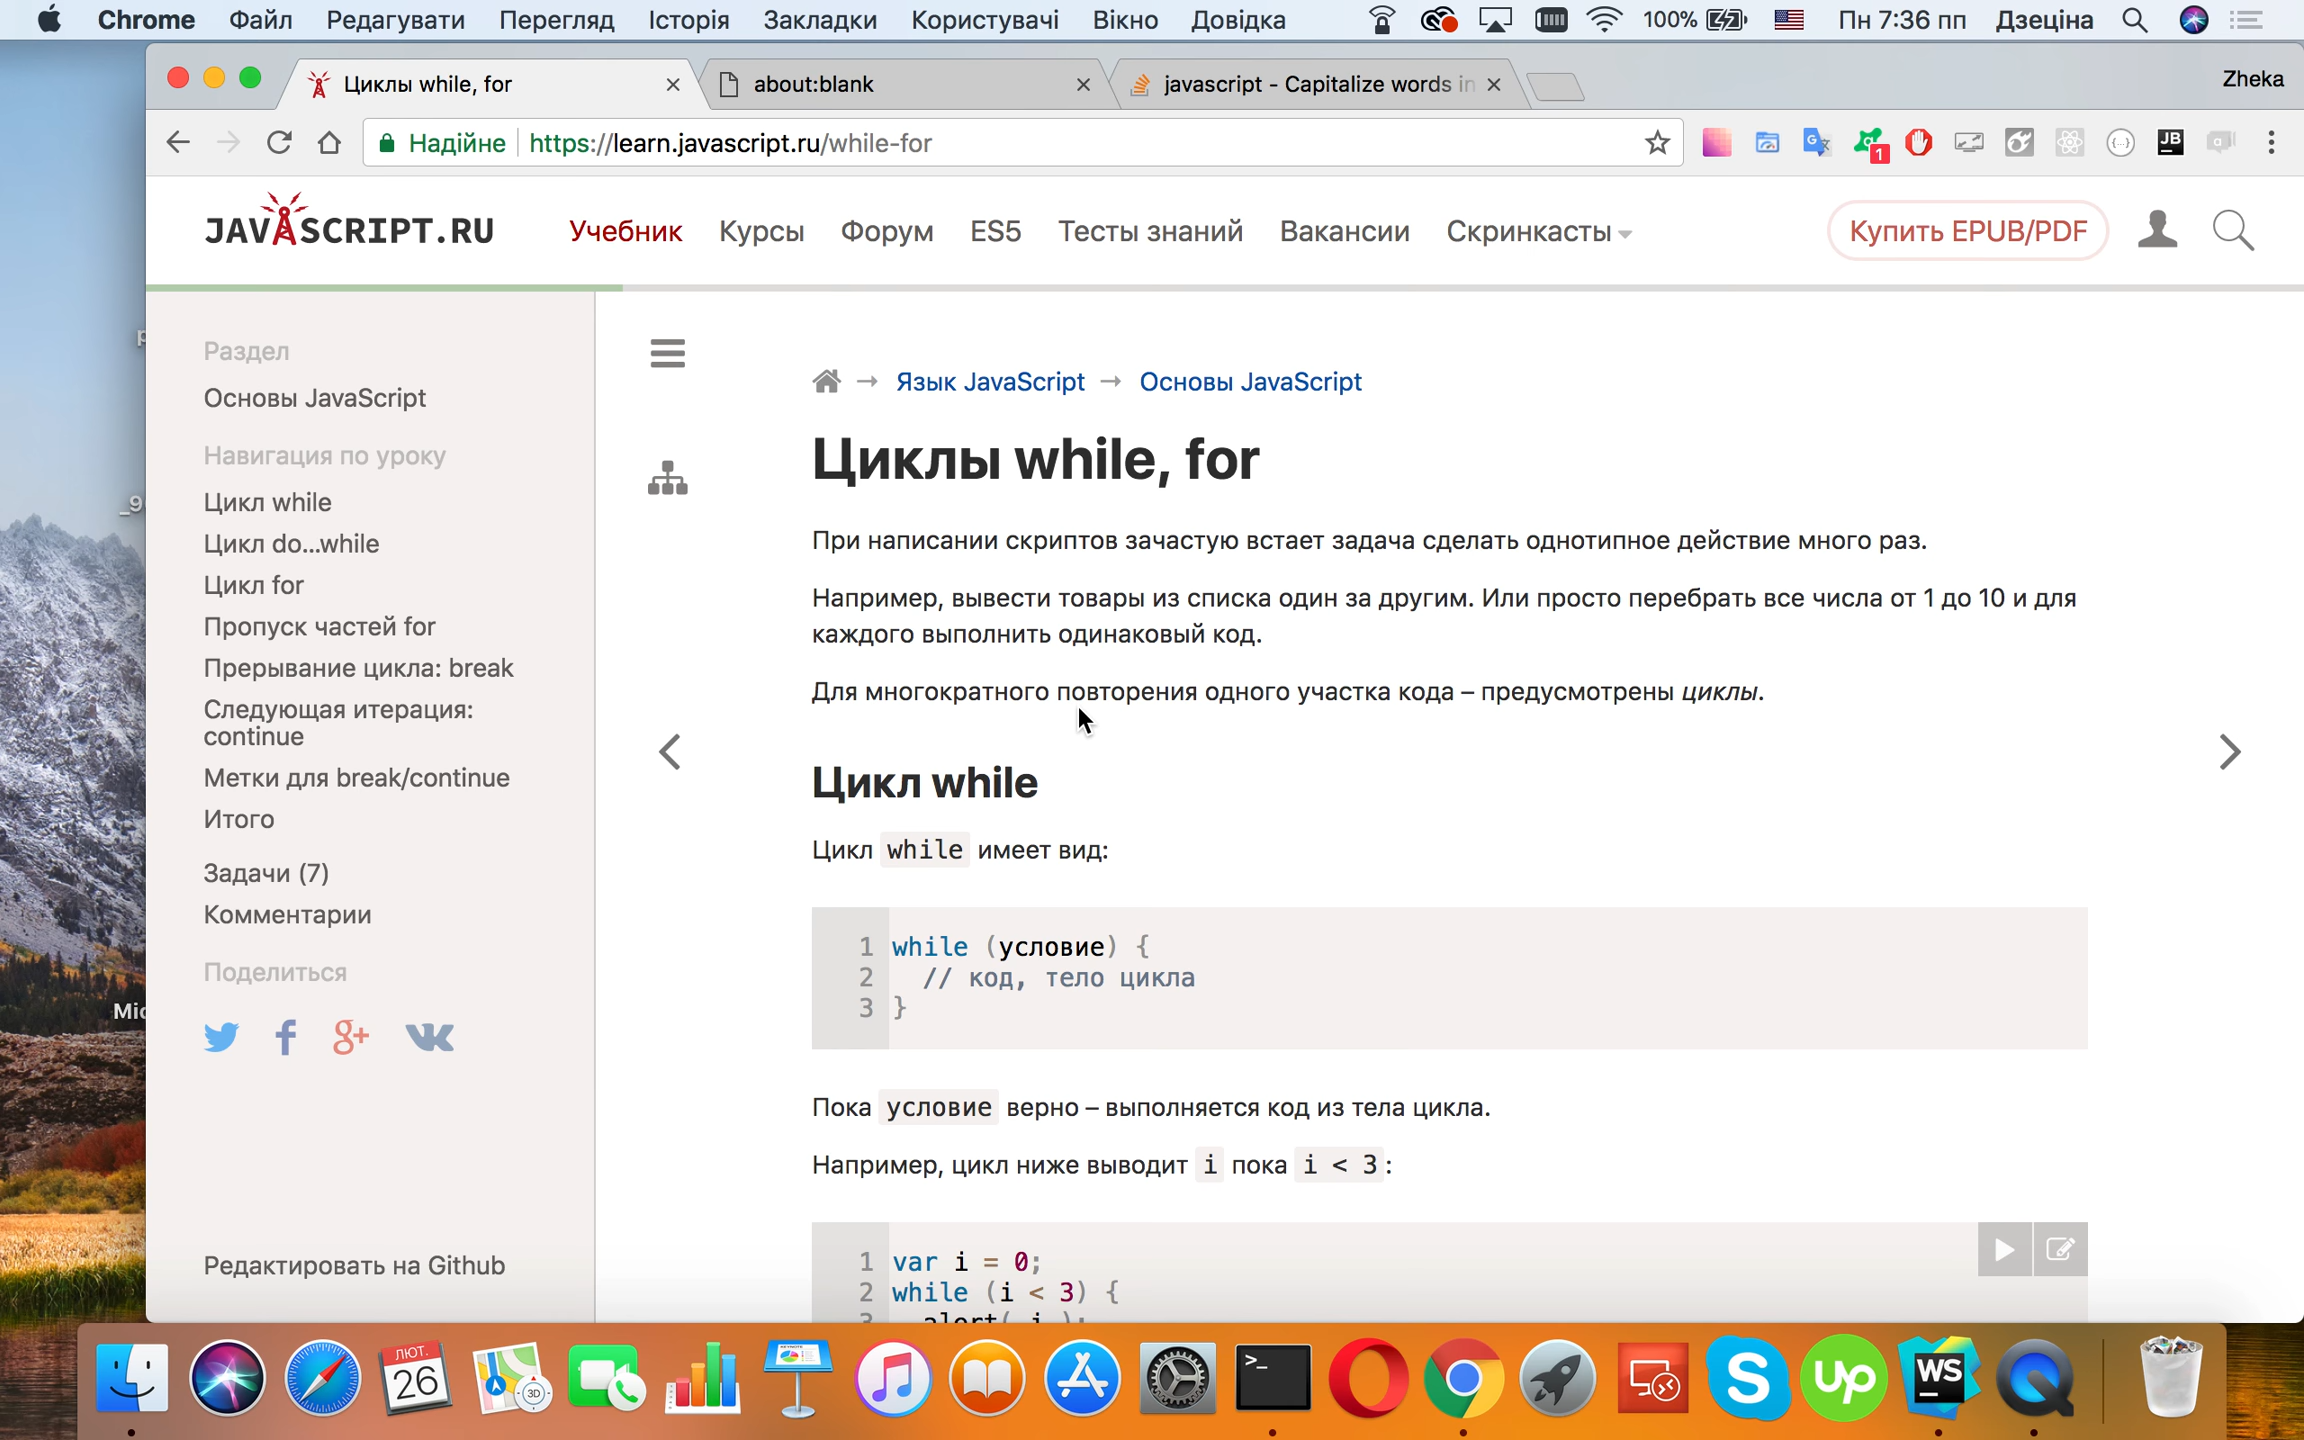 Chrome Файл Редагувати Перегляд Історія Закладки Користувачі Вікно Довідка 100% Пн 7:36 пп Дзеціна
Циклы while, for
about:blank
javascript - Capitalize words in
Zheka
Надійне https://learn.javascript.ru/while-for
1
JB
JAVASCRIPT.RU Учебник Курсы Форум ES5 Тесты знаний Вакансии Скринкасты Купить EPUB/PDF
Раздел
Основы JavaScript
Навигация по уроку
Цикл while
Цикл do...while
Цикл for
Пропуск частей for
Прерывание цикла: break
Следующая итерация:
continue
Метки для break/continue
Итого
Задачи (7)
Комментарии
Поделиться
Редактировать на Github
→ Язык JavaScript → Основы JavaScript
Циклы while, for
При написании скриптов зачастую встает задача сделать однотипное действие много раз.
Например, вывести товары из списка один за другим. Или просто перебрать все числа от 1 до 10 и для
каждого выполнить одинаковый код.
Для многократного повторения одного участка кода – предусмотрены циклы.
Цикл while
Цикл while имеет вид:
1 while (условие) {
2 // код, тело цикла
3 }
Пока условие верно – выполняется код из тела цикла.
Например, цикл ниже выводит i пока i < 3:
1 var i = 0;
2 while (i < 3) {
3 alert( i );
ЛЮТ.
26
3D
WS
up